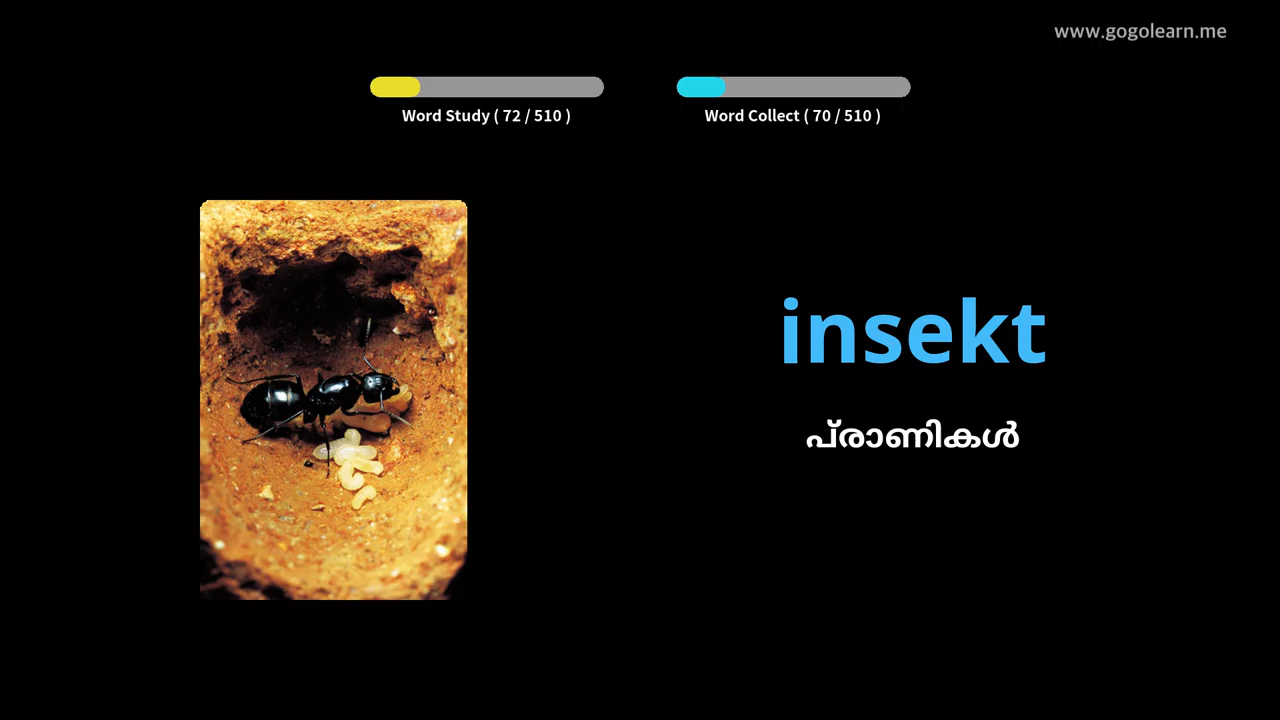 www.gogolearn.me
Word Study ( 72 / 510 )
Word Collect ( 70 / 510 )
insekt
പ്രാണികൾ